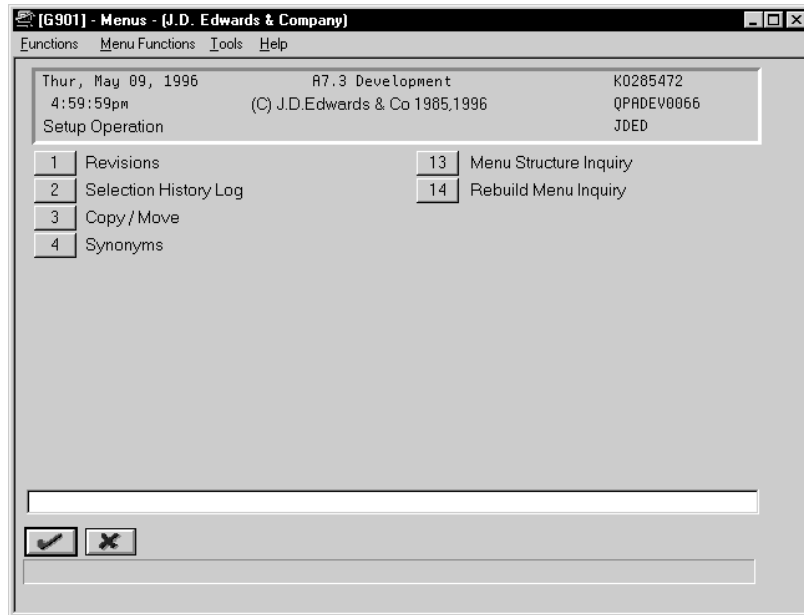 [G901] - Menus - (J.D. Edwards & Company)
Functions Menu Functions Tools Help
Thur, May 09, 1996 A7.3 Development KO285472
4:59:59pm (C) J.D.Edwards & Co 1985,1996 QPADEV0066
Setup Operation JDED
1 Revisions 13 Menu Structure Inquiry
2 Selection History Log 14 Rebuild Menu Inquiry
3 Copy / Move
4 Synonyms